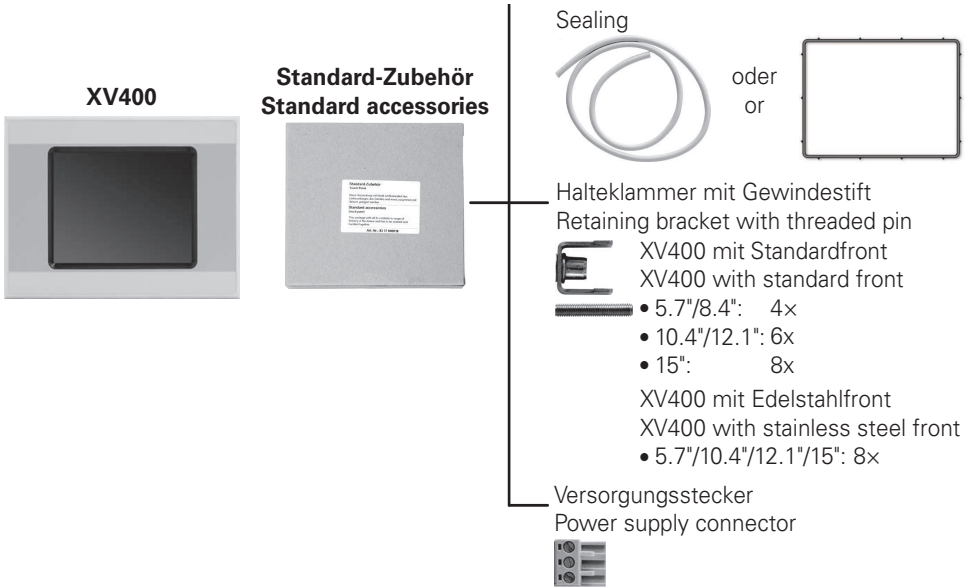 XV400
Standard-Zubehör
Standard accessories
Standard-Zubehör
Standard accessories
Sealing
oder
or
Halteklammer mit Gewindestift
Retaining bracket with threaded pin
XV400 mit Standardfront
XV400 with standard front
• 5.7"/8.4": 4×
• 10.4"/12.1": 6x
• 15": 8x
XV400 mit Edelstahlfront
XV400 with stainless steel front
• 5.7"/10.4"/12.1"/15": 8×
Versorgungsstecker
Power supply connector